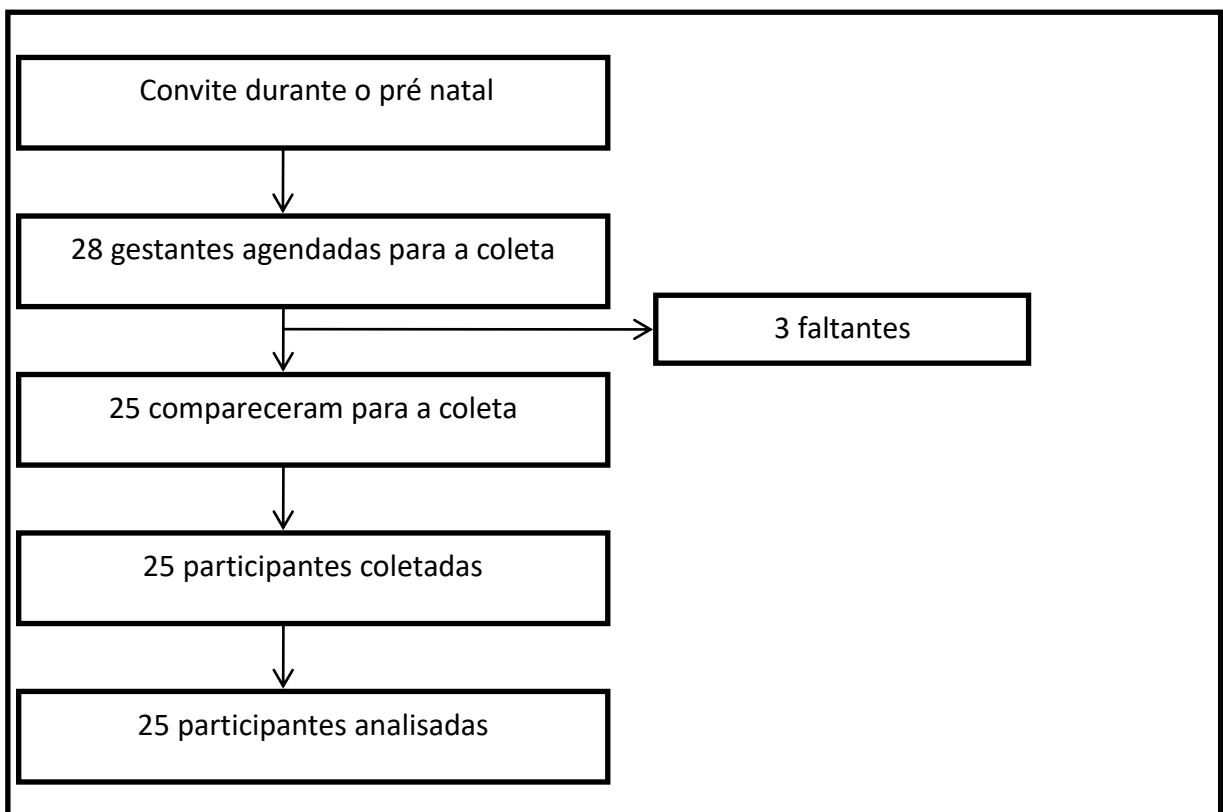 Convite durante o pré natal
28 gestantes agendadas para a coleta
3 faltantes
25 compareceram para a coleta
25 participantes coletadas
25 participantes analisadas